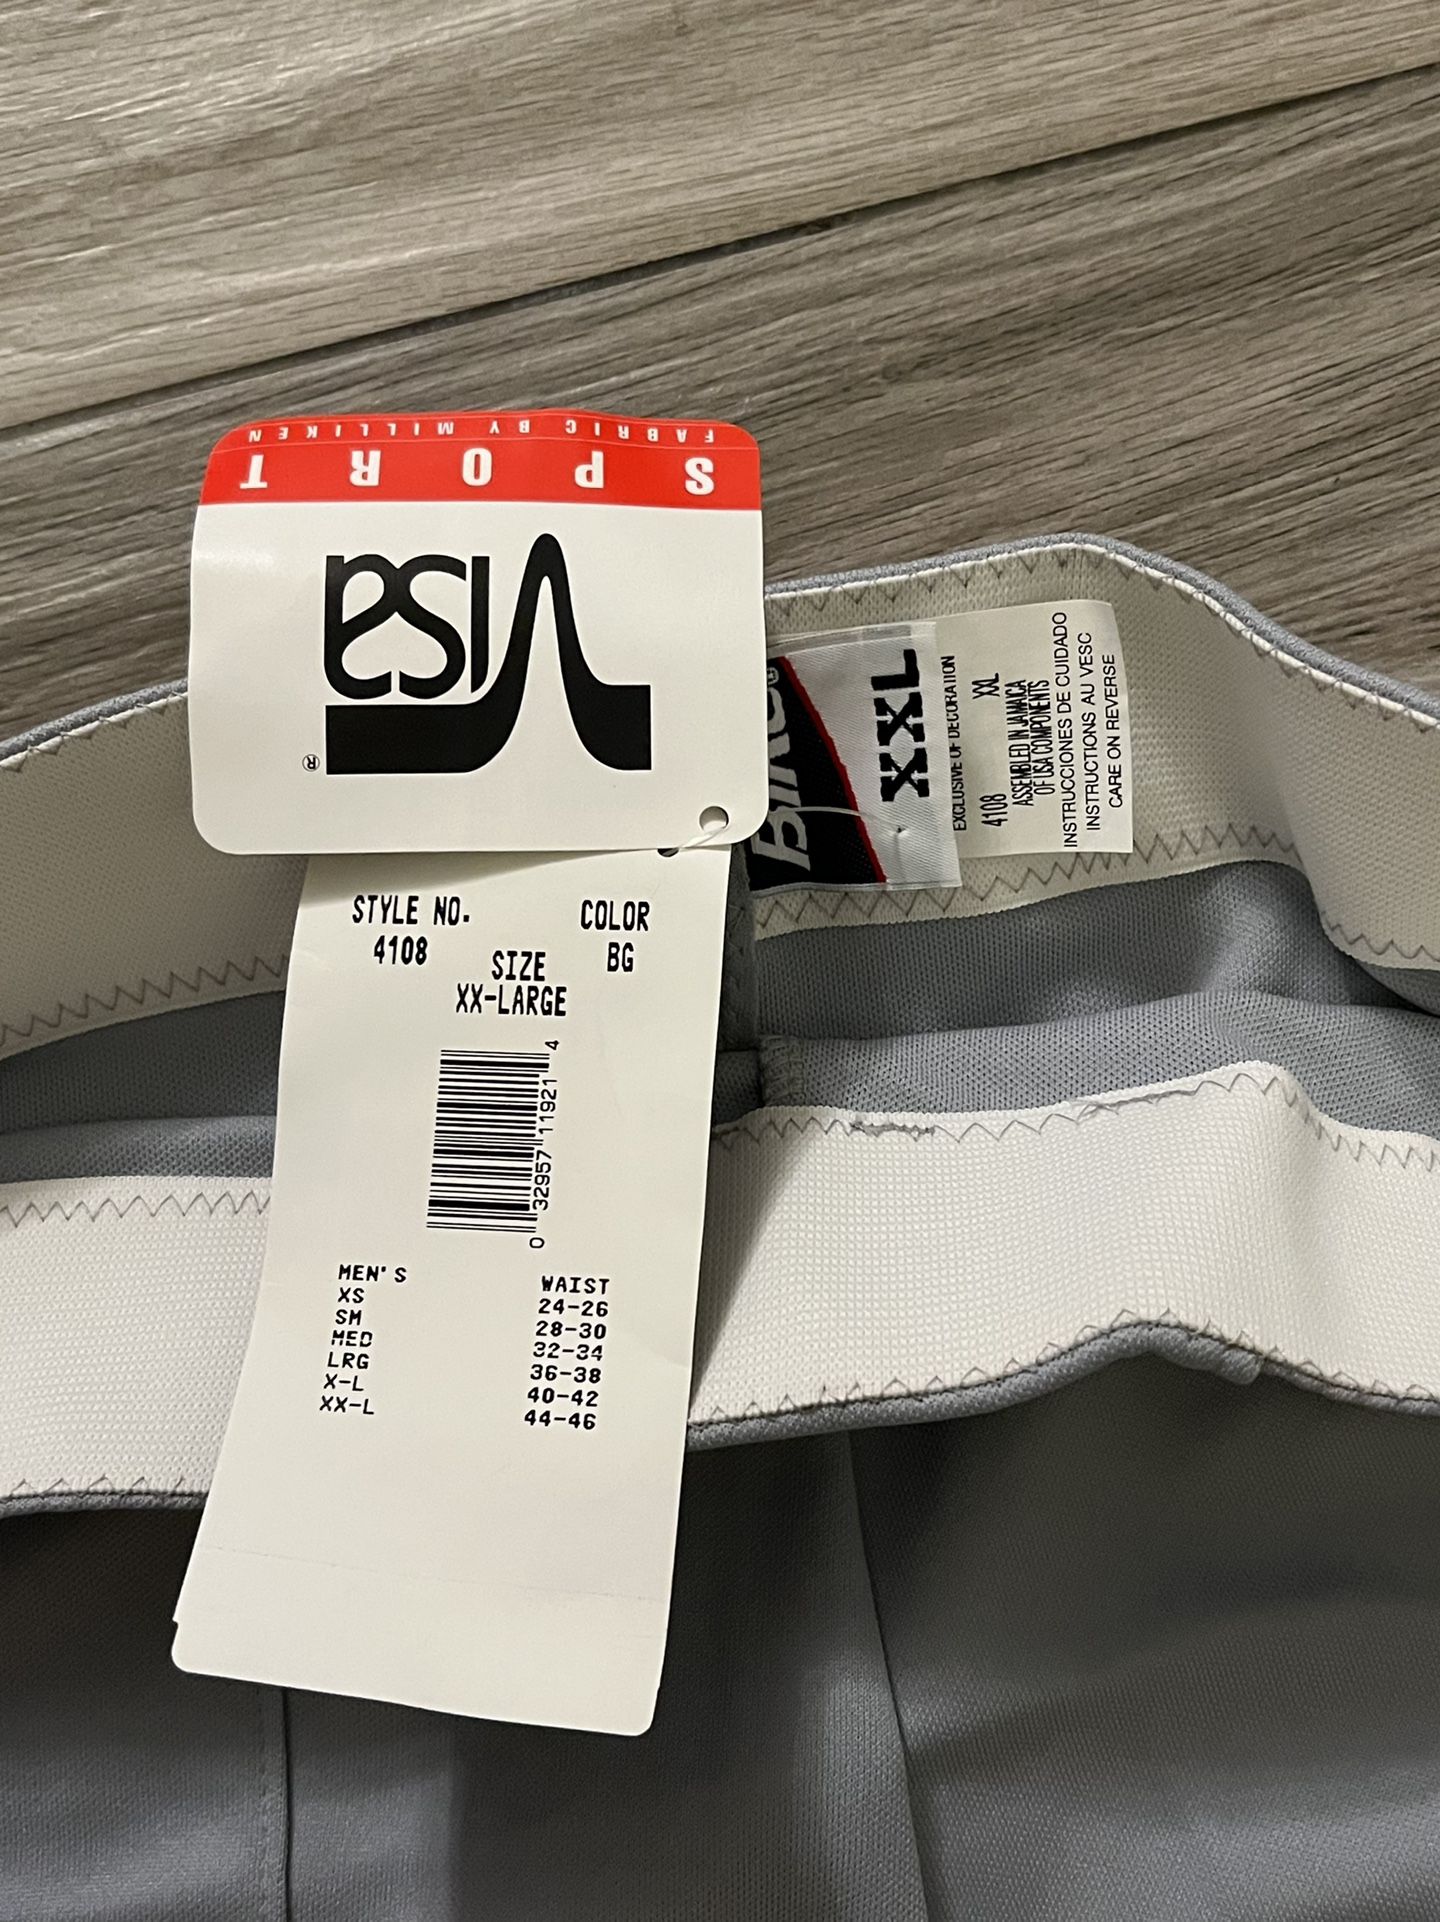 SPORT
FABRIC BY MILLIKEN
Visa
®
STYLE NO.
4108
COLOR
BG
SIZE
XX-LARGE
0 32957 11921 4
MEN'S WAIST
XS 24-26
SM 28-30
MED 32-34
LRG 36-38
X-L 40-42
XX-L 44-46
BIKE®
XXL
EXCLUSIVE OF DECORATION
4108 XXL
ASSEMBLED IN JAMAICA
OF USA COMPONENTS
INSTRUCCIONES DE CUIDADO
INSTRUCTIONS AU VESC
CARE ON REVERSE